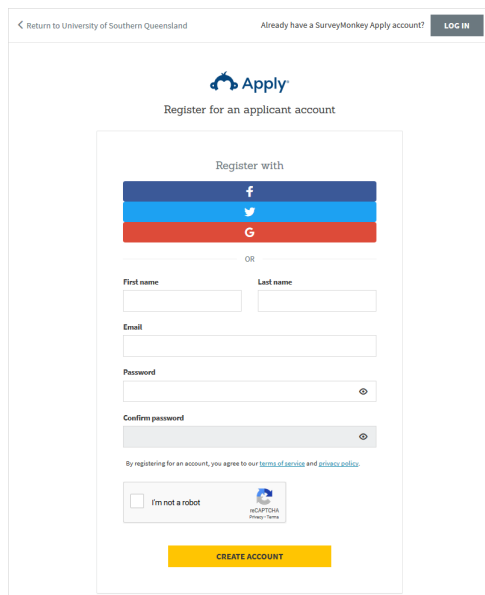 Return to University of Southern Queensland
Already have a SurveyMonkey Apply account?
LOG IN
Apply
Register for an applicant account
Register with
f
G
OR
First name
Last name
Email
Password
Confirm password
By registering for an account, you agree to our terms of service and privacy policy.
I'm not a robot
reCAPTCHA
Privacy - Terms
CREATE ACCOUNT